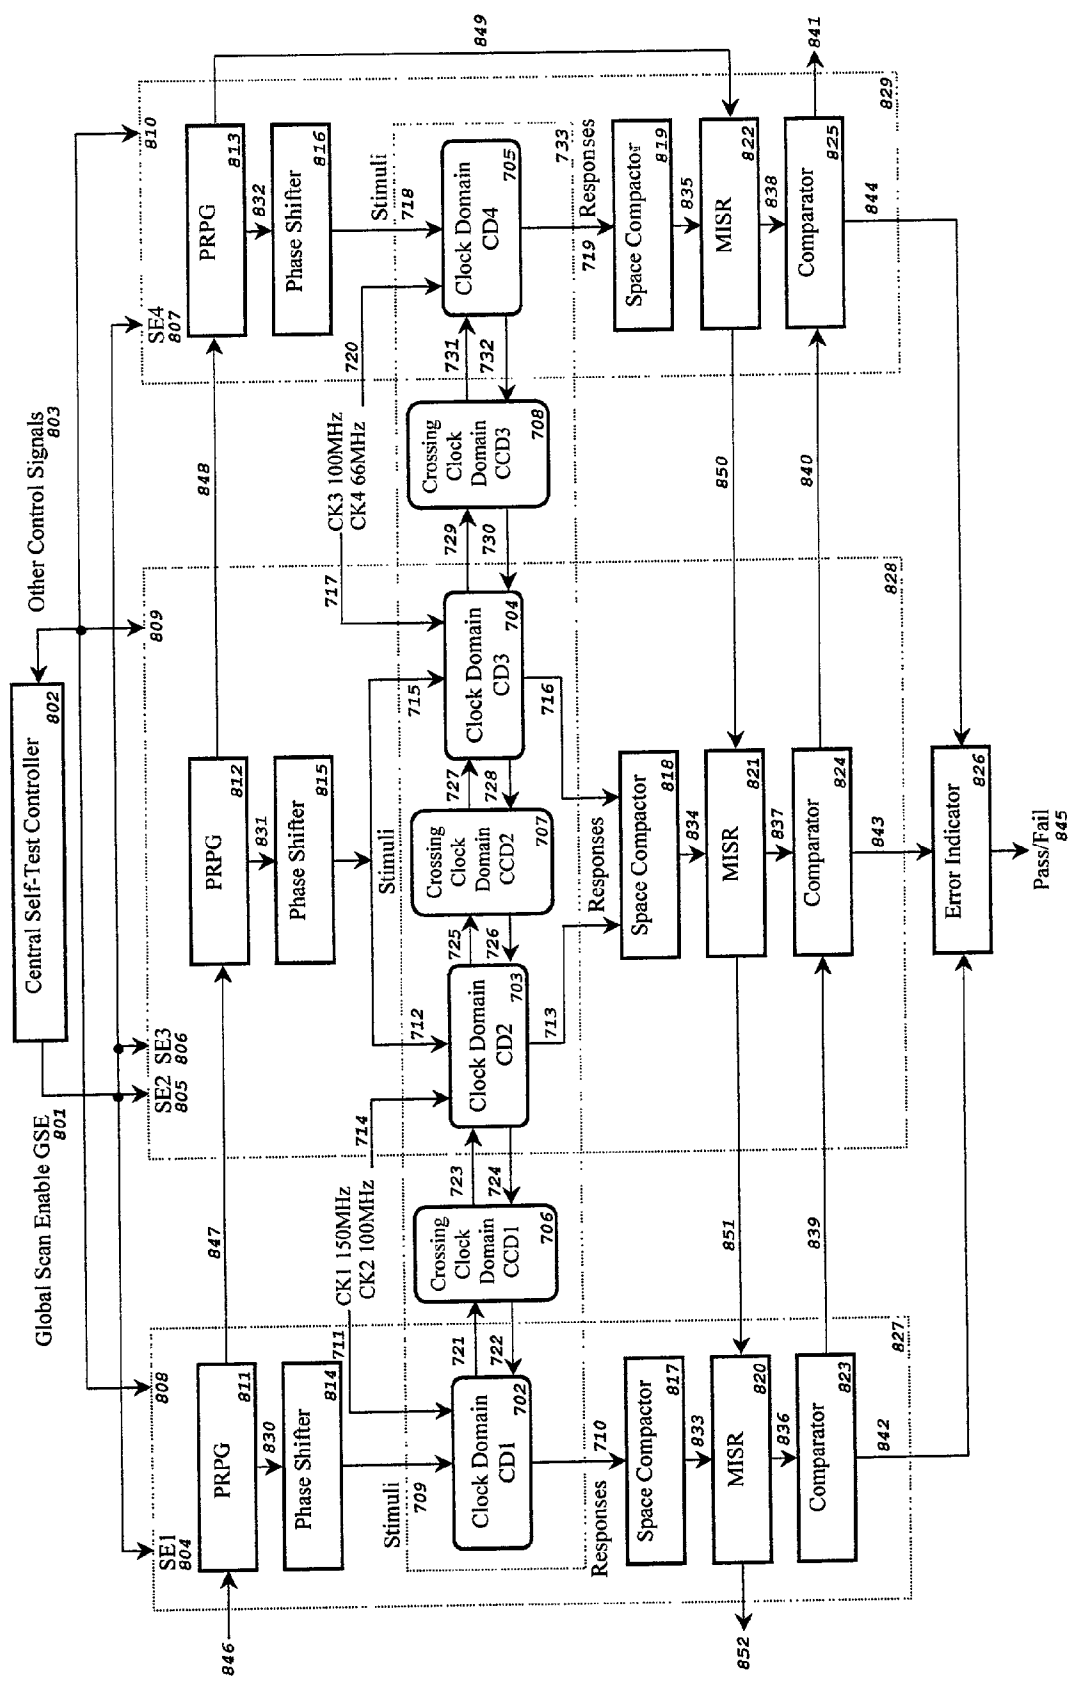 Central Self-Test Controller
802
Global Scan Enable GSE
801
Other Control Signals
803
SE1
804
808
SE2 SE3
805 806
809
SE4
807
810
846
PRPG
811
847
PRPG
812
848
PRPG
813
849
830
831
832
Phase Shifter
814
Phase Shifter
815
Phase Shifter
816
711
CK1 150MHz
CK2 100MHz
714
717
CK3 100MHz
CK4 66MHz
720
Stimuli
709
Stimuli
712
715
Stimuli
718
Clock Domain
CD1
702
721
722
Crossing
Clock
Domain
CCD1
706
723
724
Clock Domain
CD2
703
725
726
Crossing
Clock
Domain
CCD2
707
727
728
Clock Domain
CD3
704
729
730
Crossing
Clock
Domain
CCD3
708
731
732
Clock Domain
CD4
705
733
Responses
710
713
Responses
716
719
Responses
Space Compactor
817
Space Compactor
818
Space Compactor
819
833
834
835
852
MISR
820
851
MISR
821
850
MISR
822
836
837
838
Comparator
823
839
Comparator
824
840
Comparator
825
841
827
828
829
842
843
844
Error Indicator
826
Pass/Fail
845